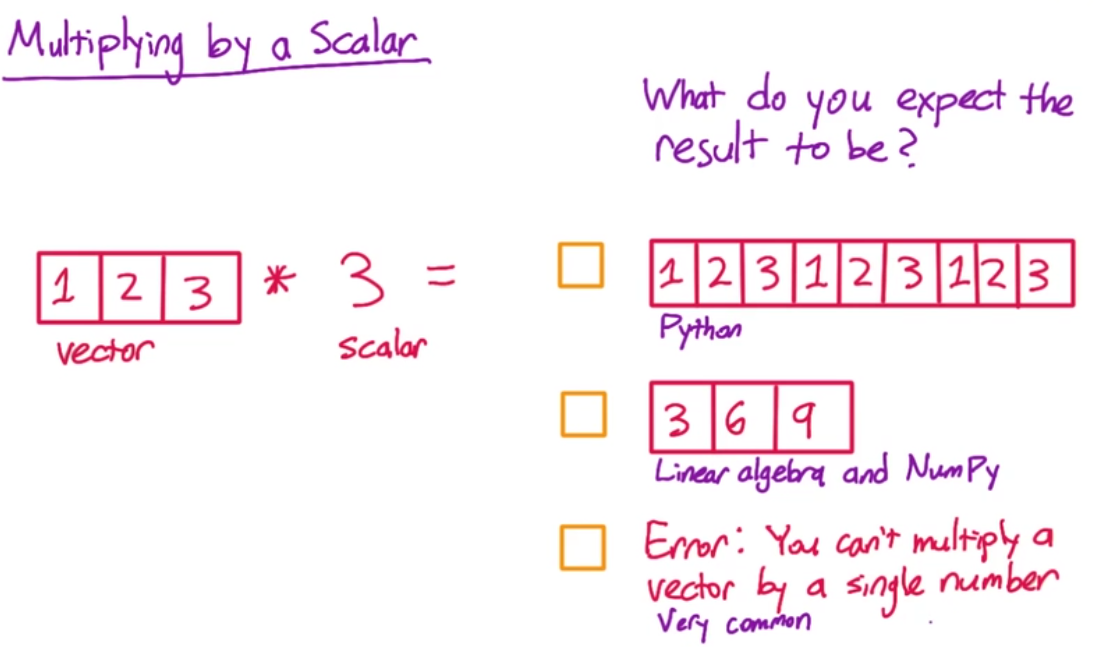 Multiplying by a Scalar
What do you expect the
result to be?
1 2 3 * 3 =
vector scalar
1 2 3 1 2 3 1 2 3
Python
3 6 9
Linear algebra and NumPy
Error: You can't multiply a
vector by a single number
Very common